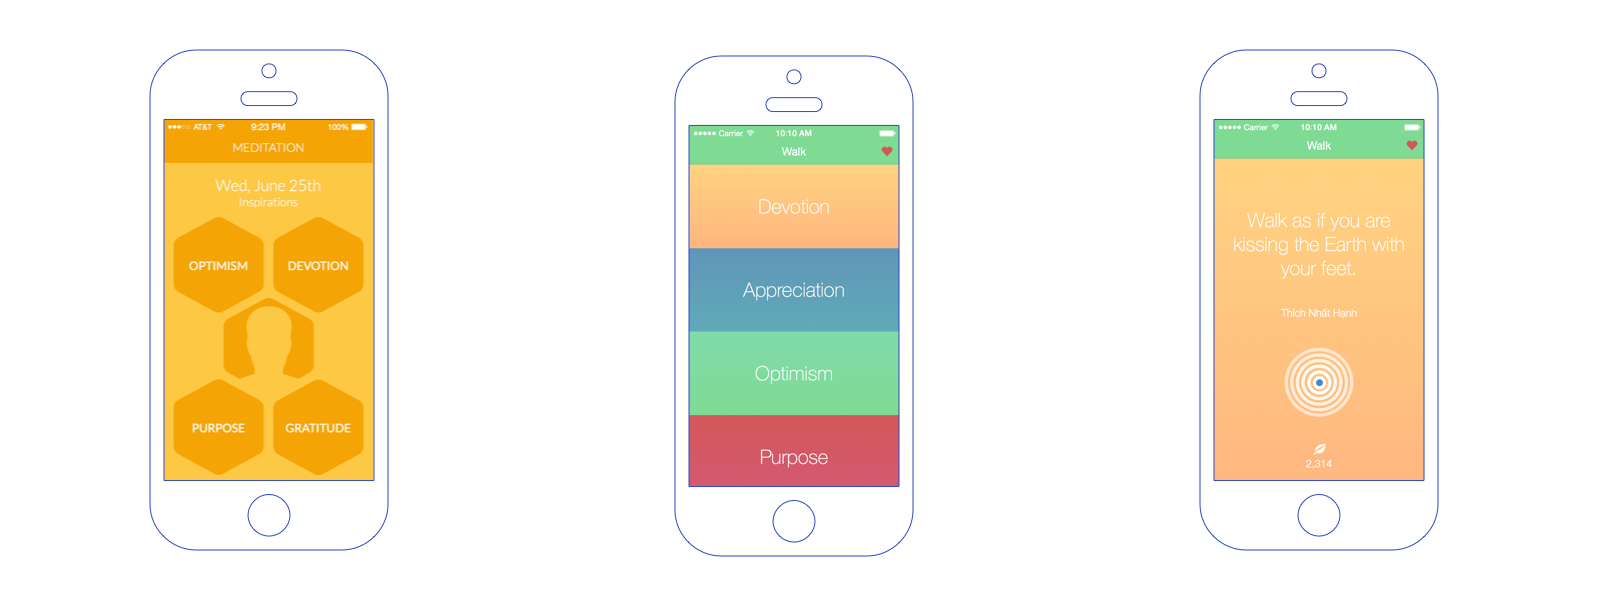 AT&T 9:23 PM 100%
MEDITATION
Wed, June 25th
Inspirations
OPTIMISM DEVOTION
PURPOSE GRATITUDE
Carrier 10:10 AM
Walk
Devotion
Appreciation
Optimism
Purpose
Carrier 10:10 AM
Walk
Walk as if you are
kissing the Earth with
your feet.
Thích Nhất Hạnh
2,314